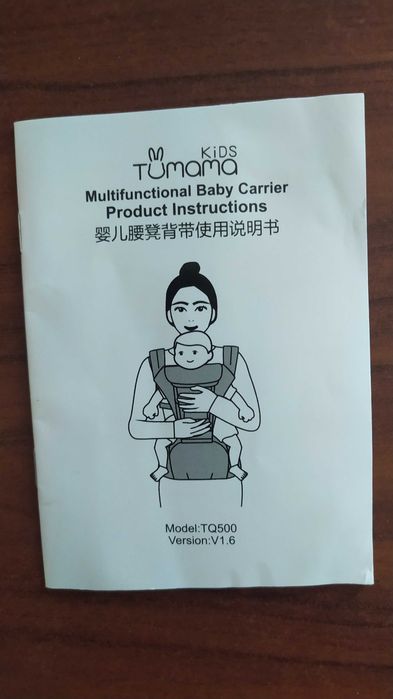 KiDS
TUmama
Multifunctional Baby Carrier
Product Instructions
婴儿腰凳背带使用说明书
Model:TQ500
Version:V1.6